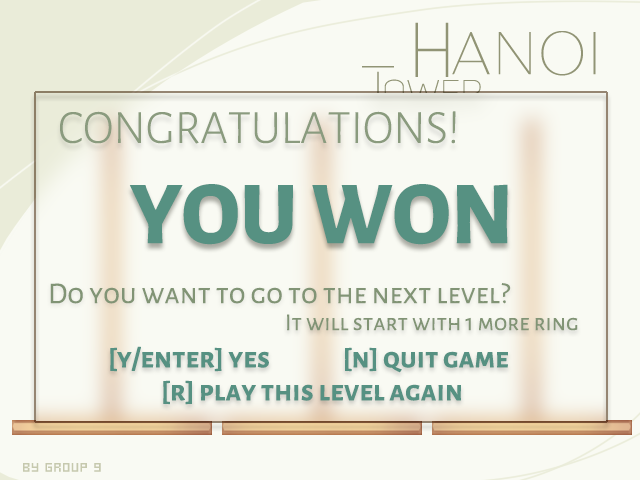 HANOI
TOWER
CONGRATULATIONS!
YOU WON
DO YOU WANT TO GO TO THE NEXT LEVEL?
IT WILL START WITH 1 MORE RING
[Y/ENTER] YES [N] QUIT GAME
[R] PLAY THIS LEVEL AGAIN
BY GROUP 9